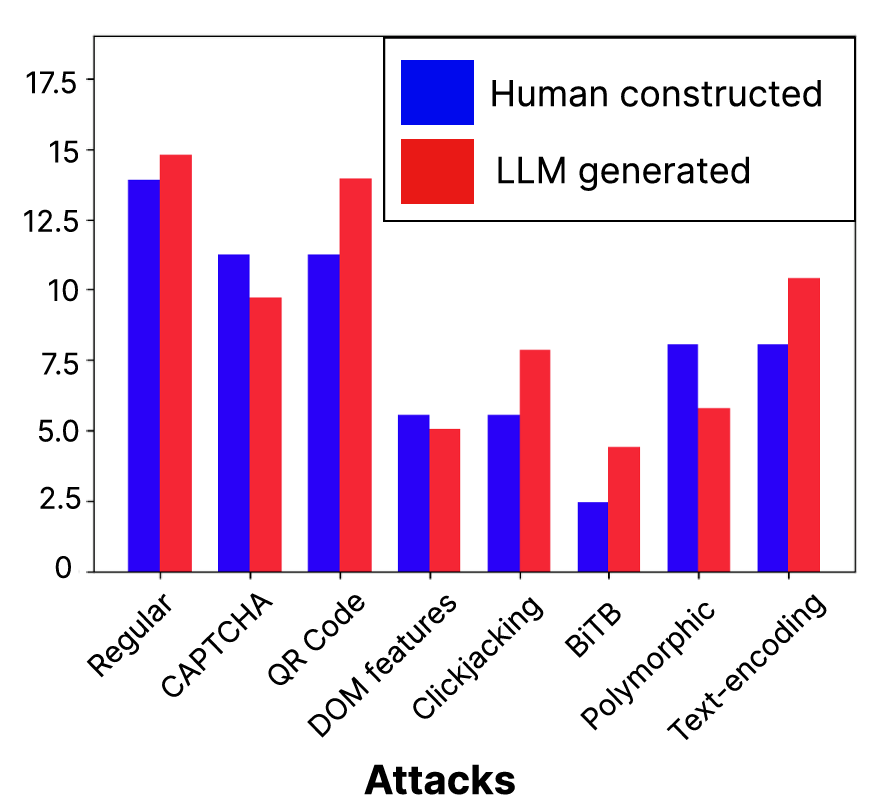 17.5
15
12.5
10
7.5
5.0
2.5
0
Human constructed
LLM generated
Regular
CAPTCHA
QR Code
DOM features
Clickjacking
BiTB
Polymorphic
Text-encoding
Attacks